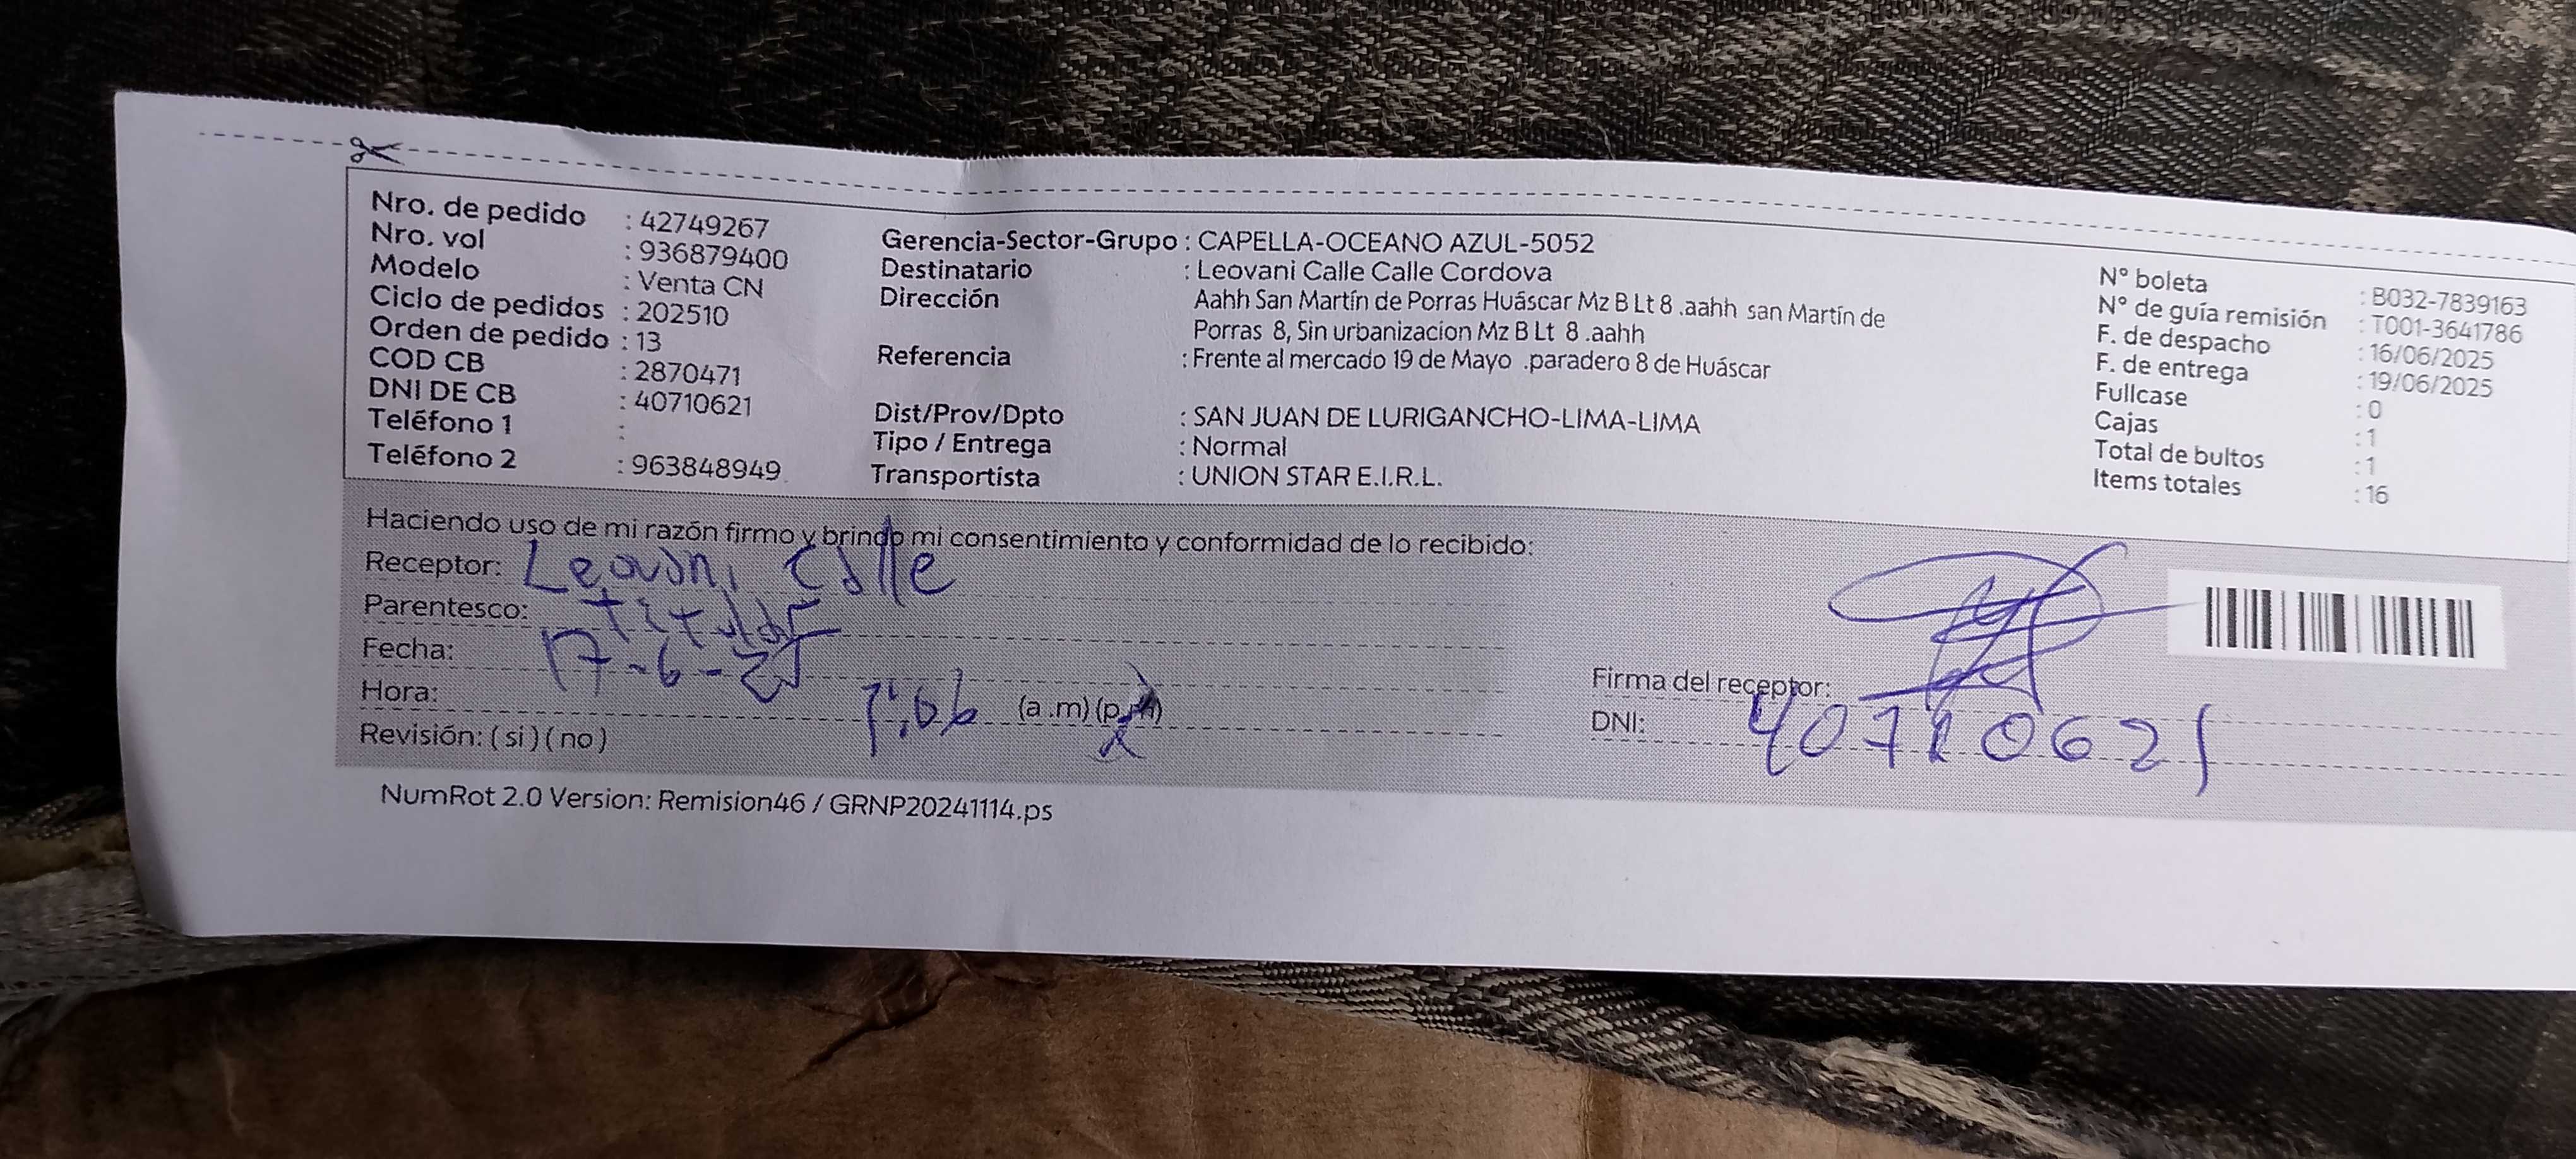 Nro. de pedido : 42749267
Nro. vol : 936879400
Modelo : Venta CN
Ciclo de pedidos : 202510
Orden de pedido : 13
COD CB : 2870471
DNI DE CB : 40710621
Teléfono 1 :
Teléfono 2 : 963848949
Gerencia-Sector-Grupo : CAPELLA-OCEANO AZUL-5052
Destinatario : Leovani Calle Calle Cordova
Dirección Aahh San Martín de Porras Huáscar Mz B Lt 8 .aahh san Martín de
Porras 8, Sin urbanizacion Mz B Lt 8 .aahh
Referencia : Frente al mercado 19 de Mayo .paradero 8 de Huáscar
Dist/Prov/Dpto : SAN JUAN DE LURIGANCHO-LIMA-LIMA
Tipo / Entrega : Normal
Transportista : UNION STAR E.I.R.L.
N° boleta : B032-7839163
N° de guía remisión : T001-3641786
F. de despacho : 16/06/2025
F. de entrega : 19/06/2025
Fullcase : 0
Cajas : 1
Total de bultos : 1
Items totales : 16
Haciendo uso de mi razón firmo y brindo mi consentimiento y conformidad de lo recibido:
Receptor: Leovani Calle
Parentesco: titular
Fecha: 17-6-25
Hora: (a.m) (p.m)
Revisión: ( si ) ( no )
Firma del receptor:
DNI: 40710621
NumRot 2.0 Version: Remision46 / GRNP20241114.ps